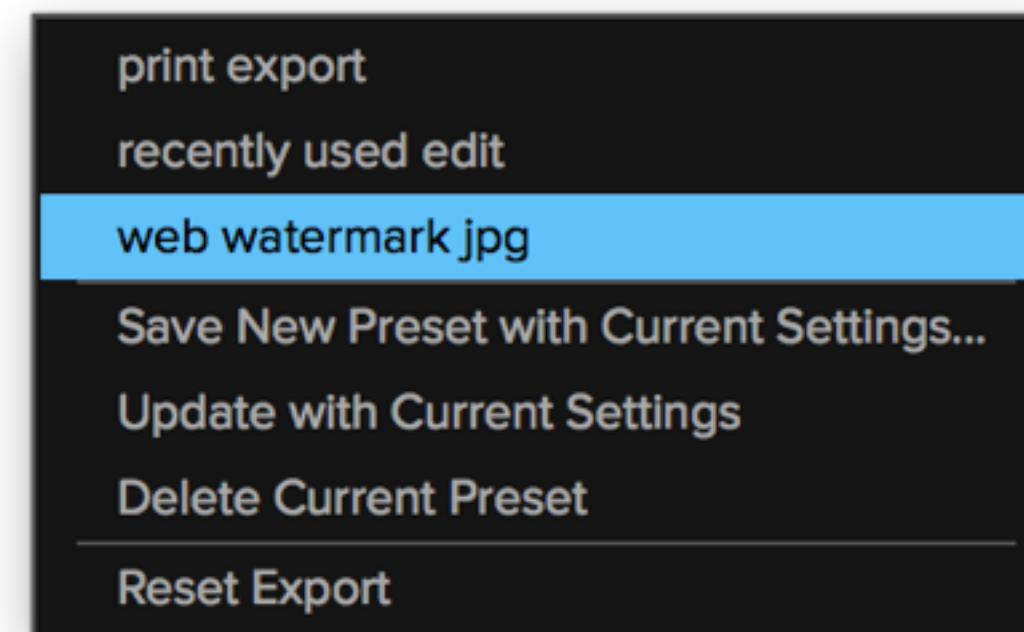 print export
recently used edit
web watermark jpg
Save New Preset with Current Settings...
Update with Current Settings
Delete Current Preset
Reset Export